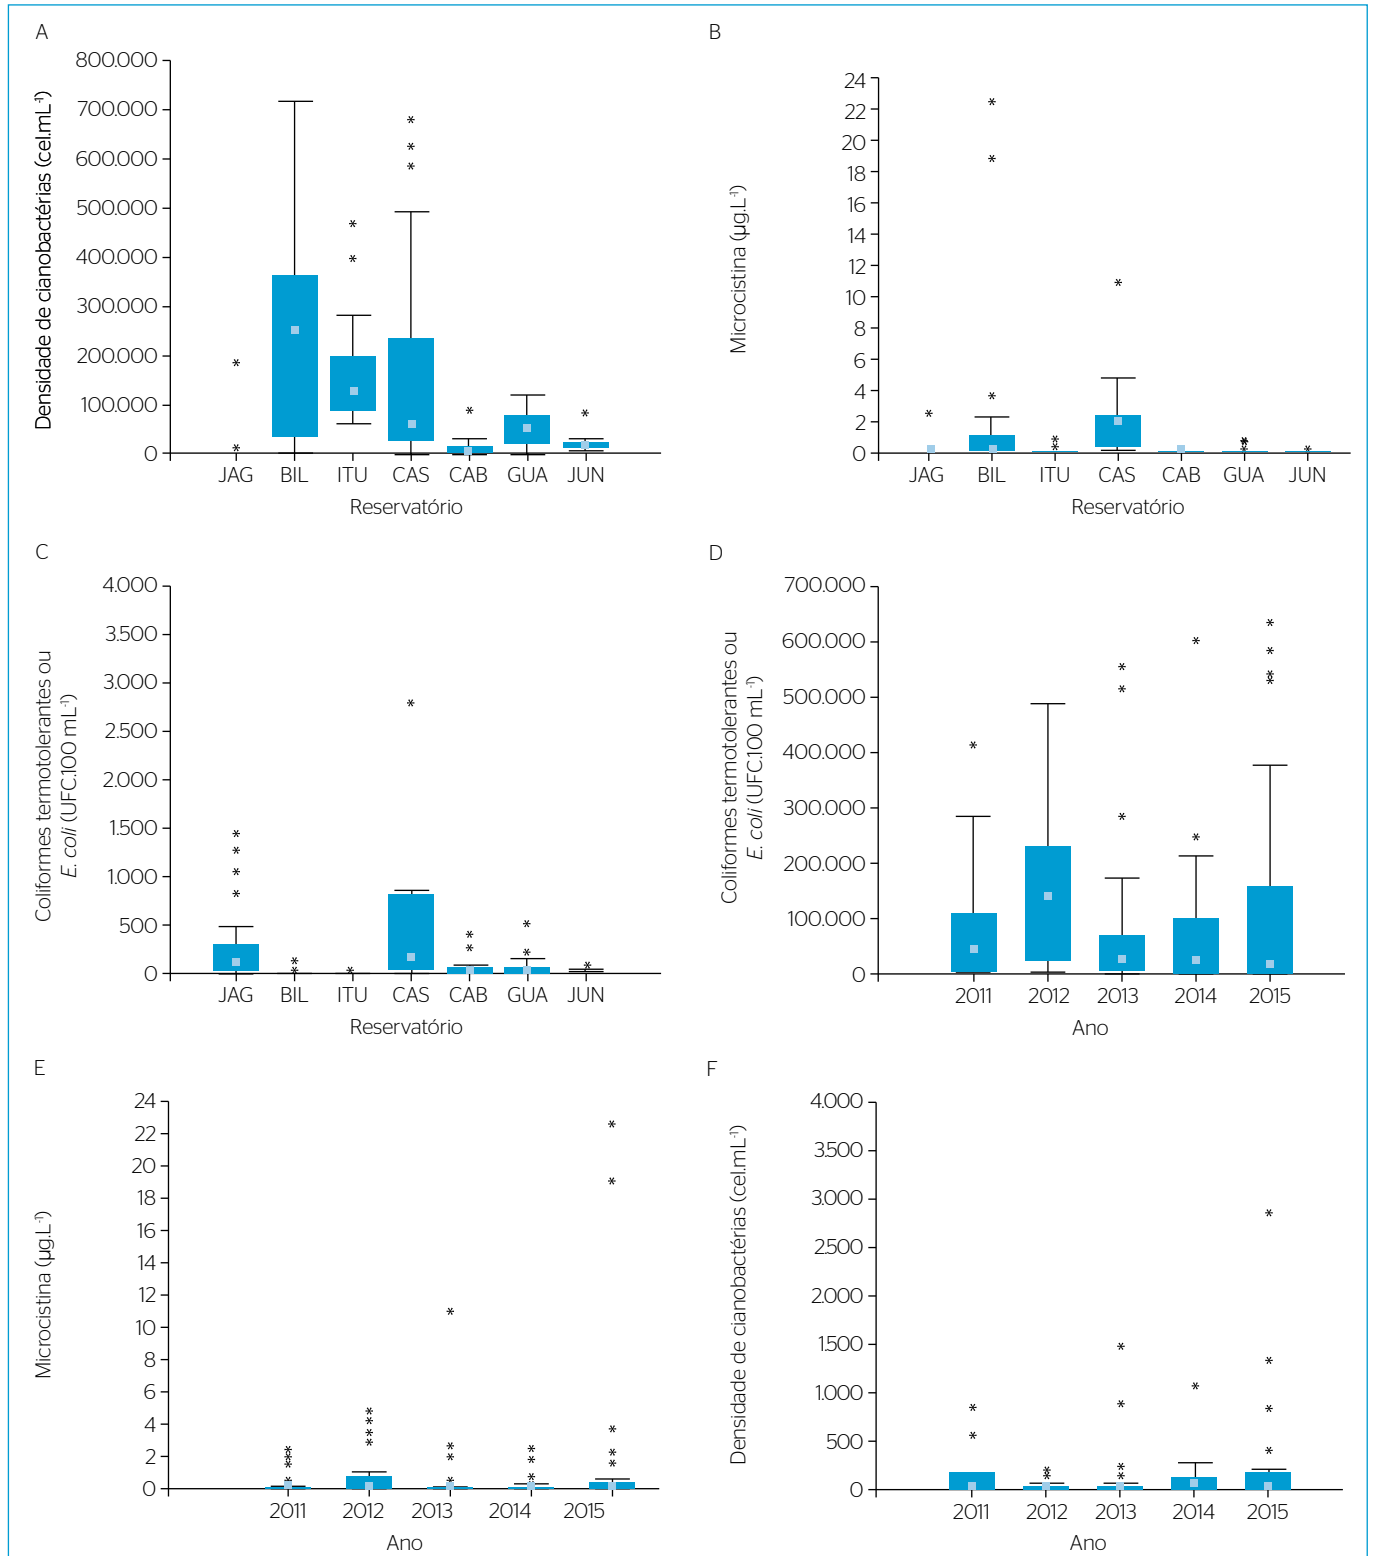 A
Densidade de cianobactérias (cel.mL-1)
800.000
700.000
600.000
500.000
400.000
300.000
200.000
100.000
0
JAG BIL ITU CAS CAB GUA JUN
Reservatório
B
Microcistina (µg.L-1)
24
22
20
18
16
14
12
10
8
6
4
2
0
JAG BIL ITU CAS CAB GUA JUN
Reservatório
C
Coliformes termotolerantes ou
E. coli (UFC.100 mL-1)
4.000
3.500
3.000
2.500
2.000
1.500
1.000
500
0
JAG BIL ITU CAS CAB GUA JUN
Reservatório
D
Coliformes termotolerantes ou
E. coli (UFC.100 mL-1)
700.000
600.000
500.000
400.000
300.000
200.000
100.000
0
2011 2012 2013 2014 2015
Ano
E
Microcistina (µg.L-1)
24
22
20
18
16
14
12
10
8
6
4
2
0
2011 2012 2013 2014 2015
Ano
F
Densidade de cianobactérias (cel.mL-1)
4.000
3.500
3.000
2.500
2.000
1.500
1.000
500
0
2011 2012 2013 2014 2015
Ano